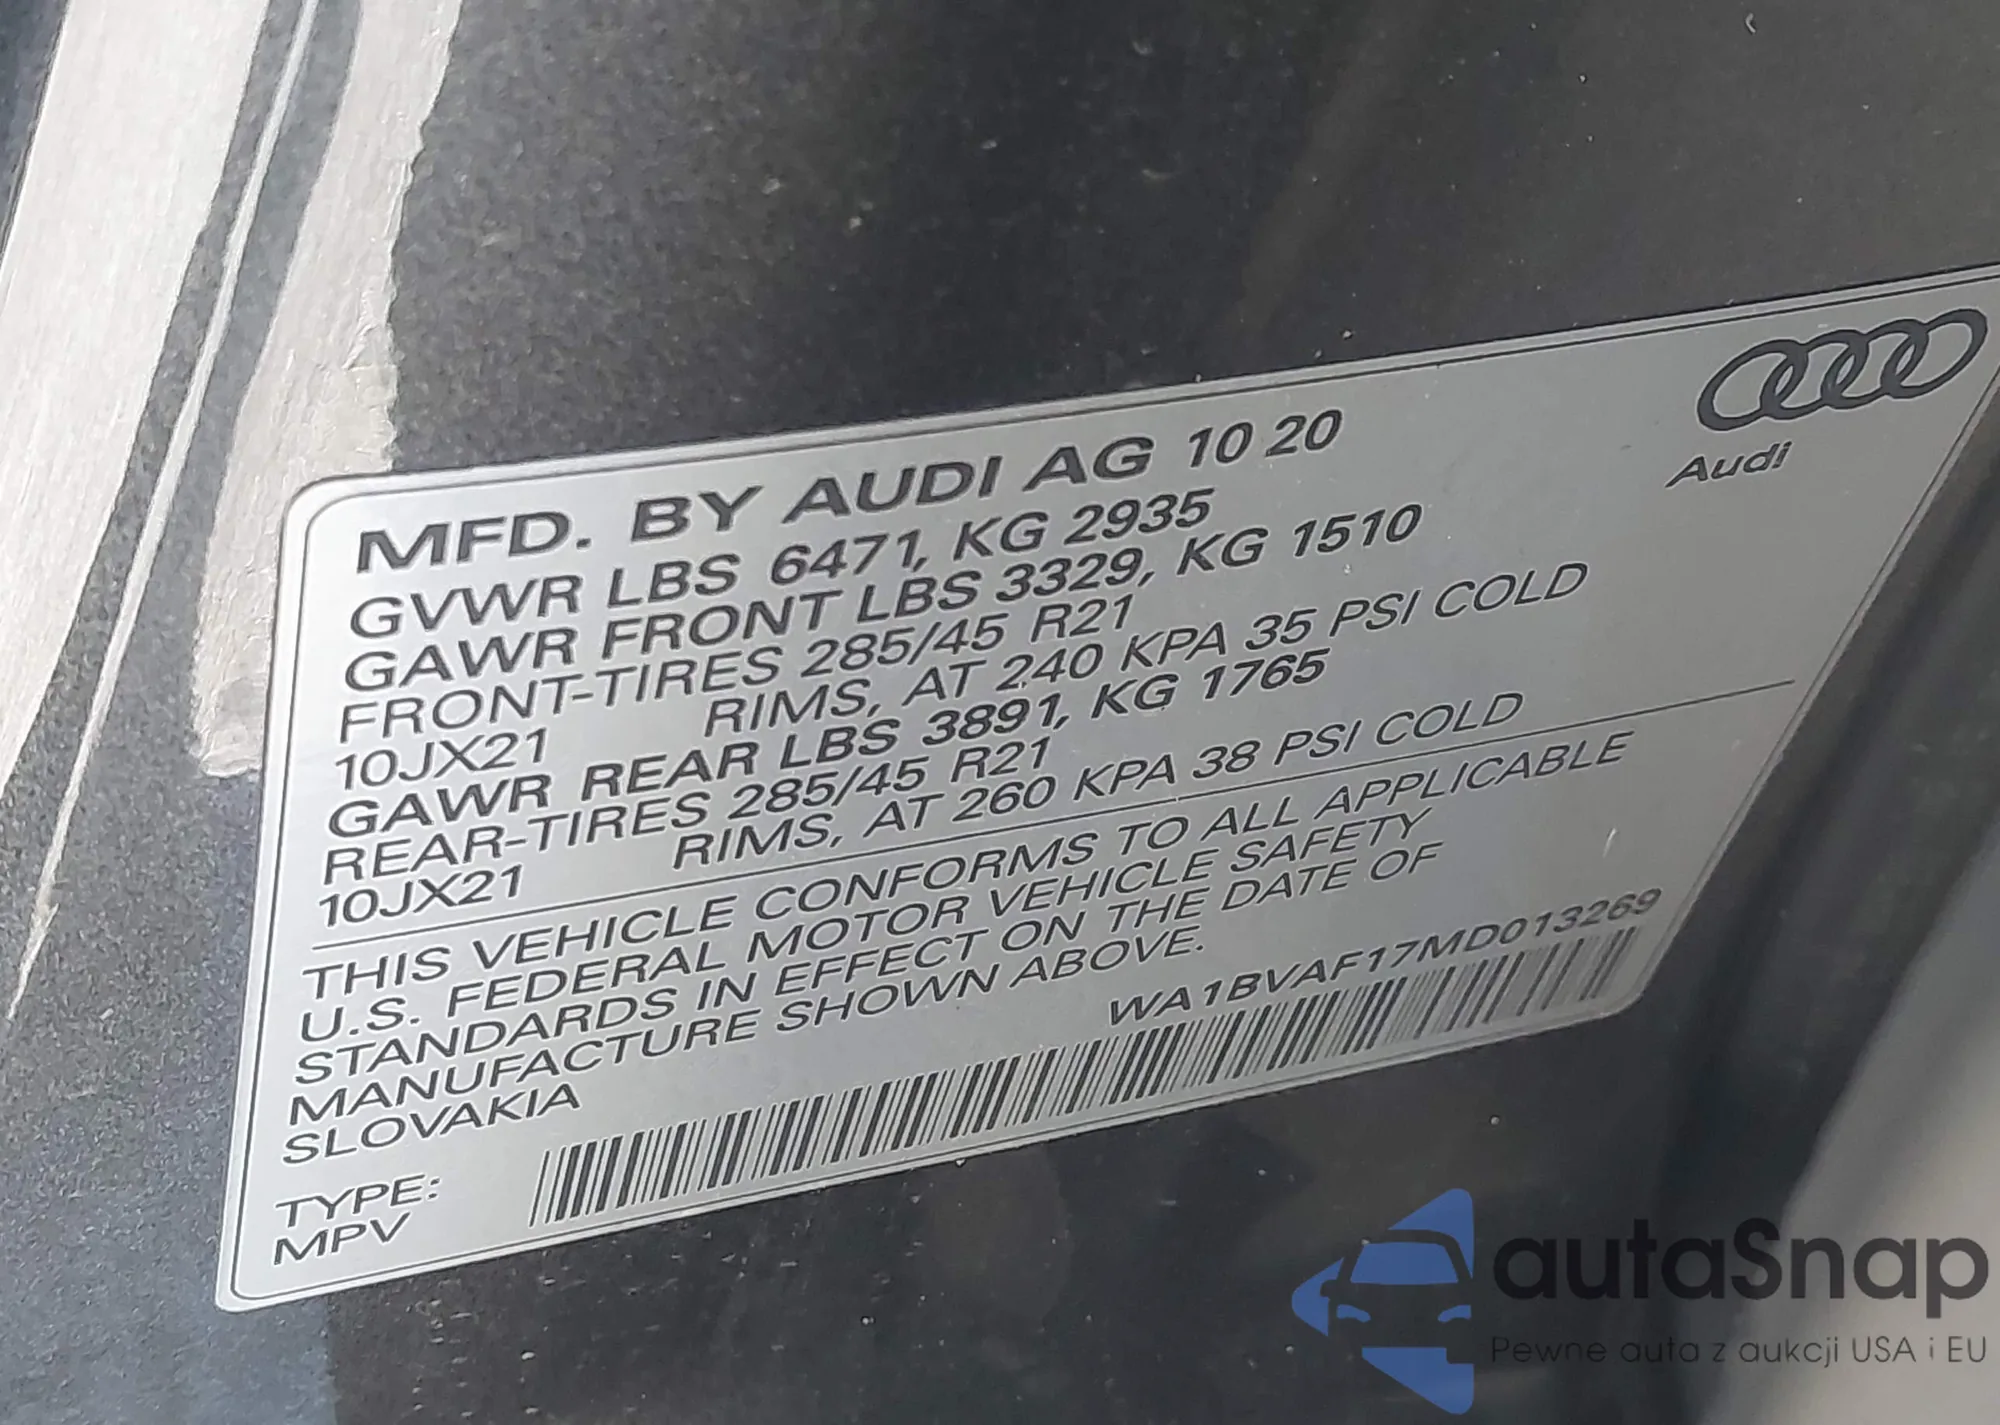 MFD. BY AUDI AG 10 20
Audi
GVWR LBS 6471, KG 2935
GAWR FRONT LBS 3329, KG 1510
FRONT-TIRES 285/45 R21
10JX21 RIMS, AT 240 KPA 35 PSI COLD
GAWR REAR LBS 3891, KG 1765
REAR-TIRES 285/45 R21
10JX21 RIMS, AT 260 KPA 38 PSI COLD
THIS VEHICLE CONFORMS TO ALL APPLICABLE
U.S. FEDERAL MOTOR VEHICLE SAFETY
STANDARDS IN EFFECT ON THE DATE OF
MANUFACTURE SHOWN ABOVE.
SLOVAKIA
WA1BVAF17MD013269
TYPE:
MPV
autaSnap
Pewne auta z aukcji USA i EU